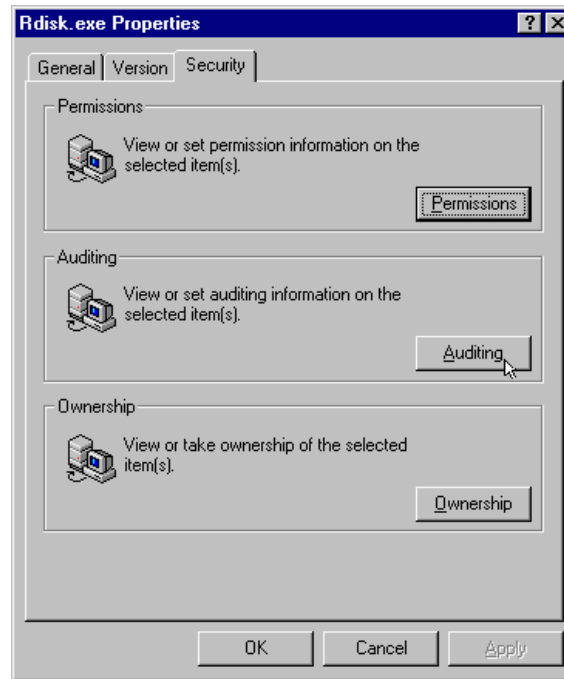 Rdisk.exe Properties
General Version Security
Permissions
View or set permission information on the
selected item(s).
Permissions
Auditing
View or set auditing information on the
selected item(s).
Auditing
Ownership
View or take ownership of the selected
item(s).
Ownership
OK Cancel Apply